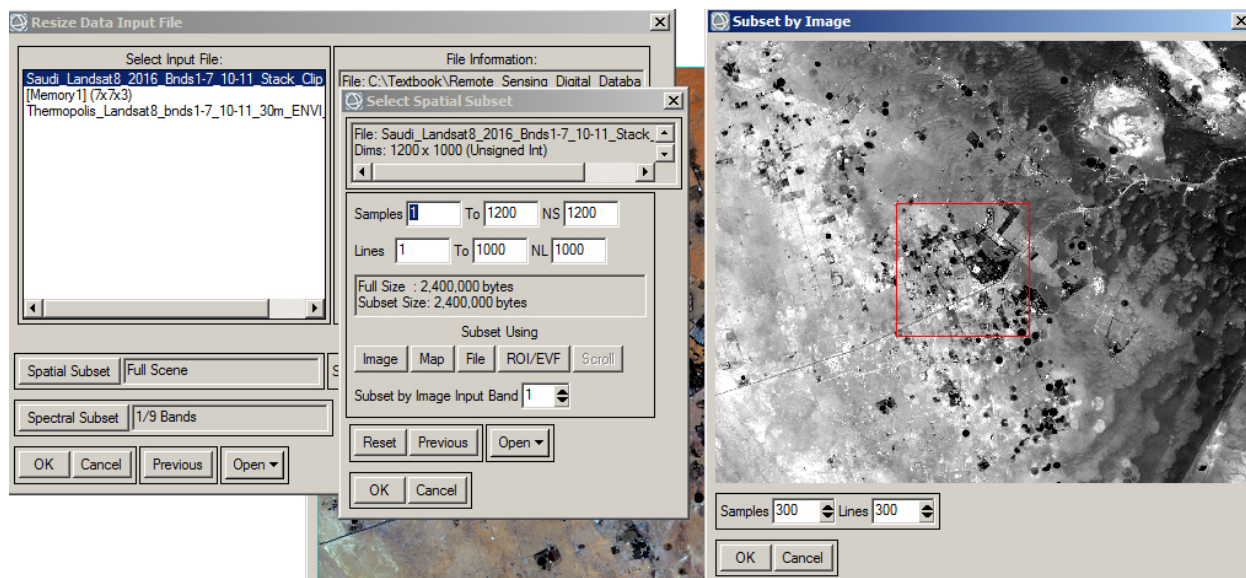 Resize Data Input File
Select Input File:
Saudi_Landsat8_2016_Bnds1-7_10-11_Stack_Clip
[Memory1] (7x7x3)
Thermopolis_Landsat8_bnds1-7_10-11_30m_ENVI_
File Information:
File: C:\Textbook\Remote_Sensing_Digital_Databa
Spatial Subset Full Scene
Spectral Subset 1/9 Bands
OK Cancel Previous Open
Select Spatial Subset
File: Saudi_Landsat8_2016_Bnds1-7_10-11_Stack_
Dims: 1200 x 1000 (Unsigned Int)
Samples 1 To 1200 NS 1200
Lines 1 To 1000 NL 1000
Full Size : 2,400,000 bytes
Subset Size: 2,400,000 bytes
Subset Using
Image Map File ROI/EVF Scroll
Subset by Image Input Band 1
Reset Previous Open
OK Cancel
Subset by Image
Samples 300 Lines 300
OK Cancel